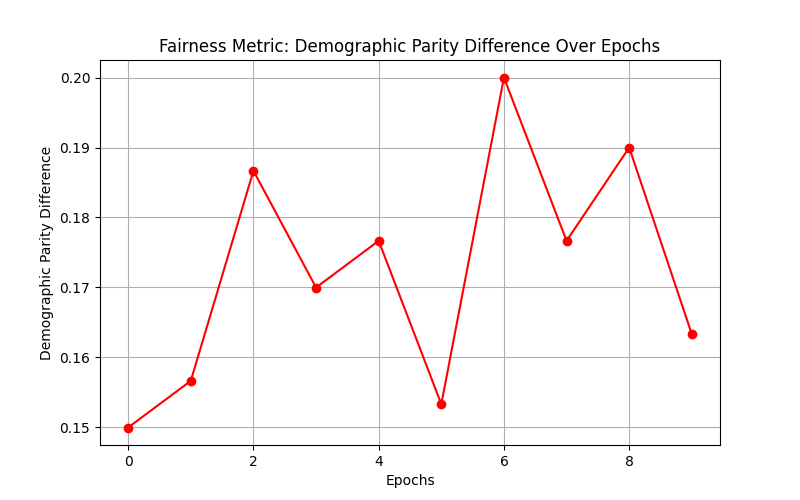 Fairness Metric: Demographic Parity Difference Over Epochs
0.20
0.19
0.18
0.17
0.16
0.15
Demographic Parity Difference
0 2 4 6 8
Epochs